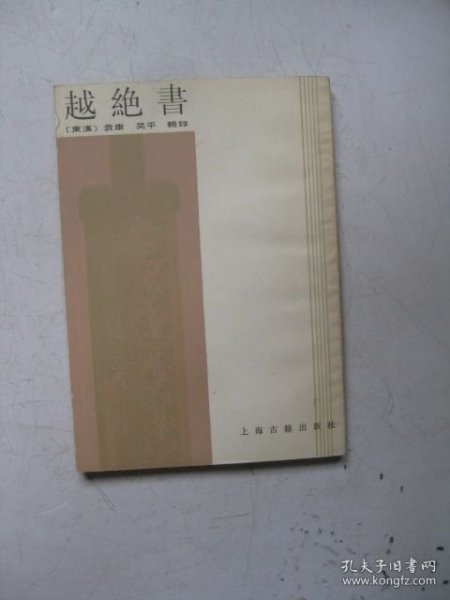 越絶書
〔東漢〕袁康 吴平 輯錄
上海古籍出版社
孔夫子旧书网
www.kongfz.com